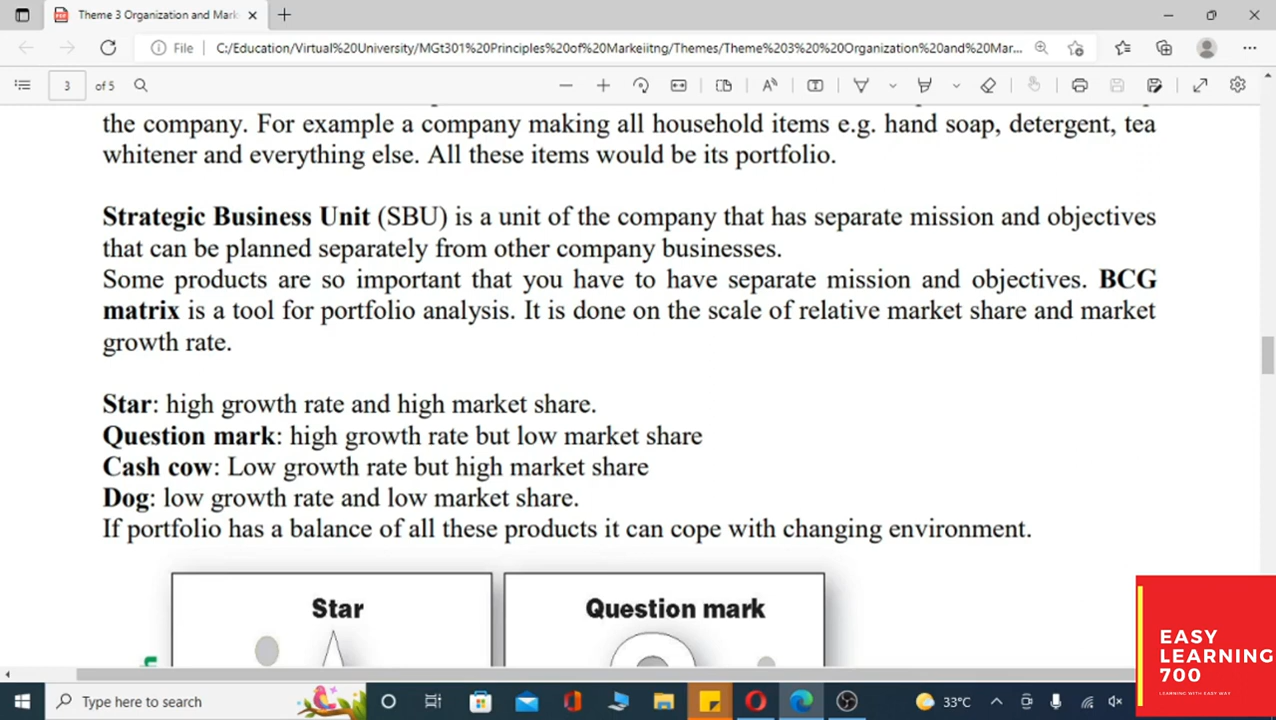 Theme 3 Organization and Mark
File C:/Education/Virtual%20University/MGt301%20Principles%20of%20Markeiitng/Themes/Theme%203%20%20Organization%20and%20Mar...
3 of 5
the company. For example a company making all household items e.g. hand soap, detergent, tea
whitener and everything else. All these items would be its portfolio.
Strategic Business Unit (SBU) is a unit of the company that has separate mission and objectives
that can be planned separately from other company businesses.
Some products are so important that you have to have separate mission and objectives. BCG
matrix is a tool for portfolio analysis. It is done on the scale of relative market share and market
growth rate.
Star: high growth rate and high market share.
Question mark: high growth rate but low market share
Cash cow: Low growth rate but high market share
Dog: low growth rate and low market share.
If portfolio has a balance of all these products it can cope with changing environment.
Star Question mark
EASY
LEARNING
700
LEARNING WITH EASY WAY
Type here to search
33°C